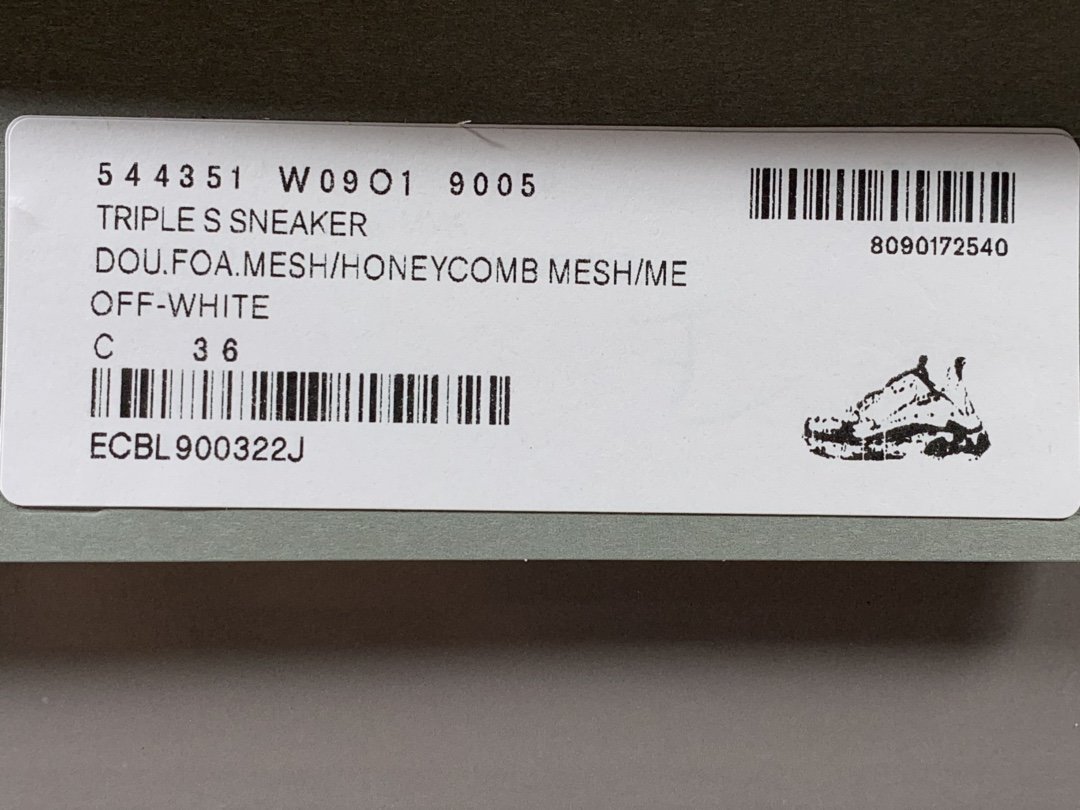 544351 W09O1 9005
TRIPLE S SNEAKER
DOU.FOA.MESH/HONEYCOMB MESH/ME
OFF-WHITE
C 36
ECBL900322J
8090172540